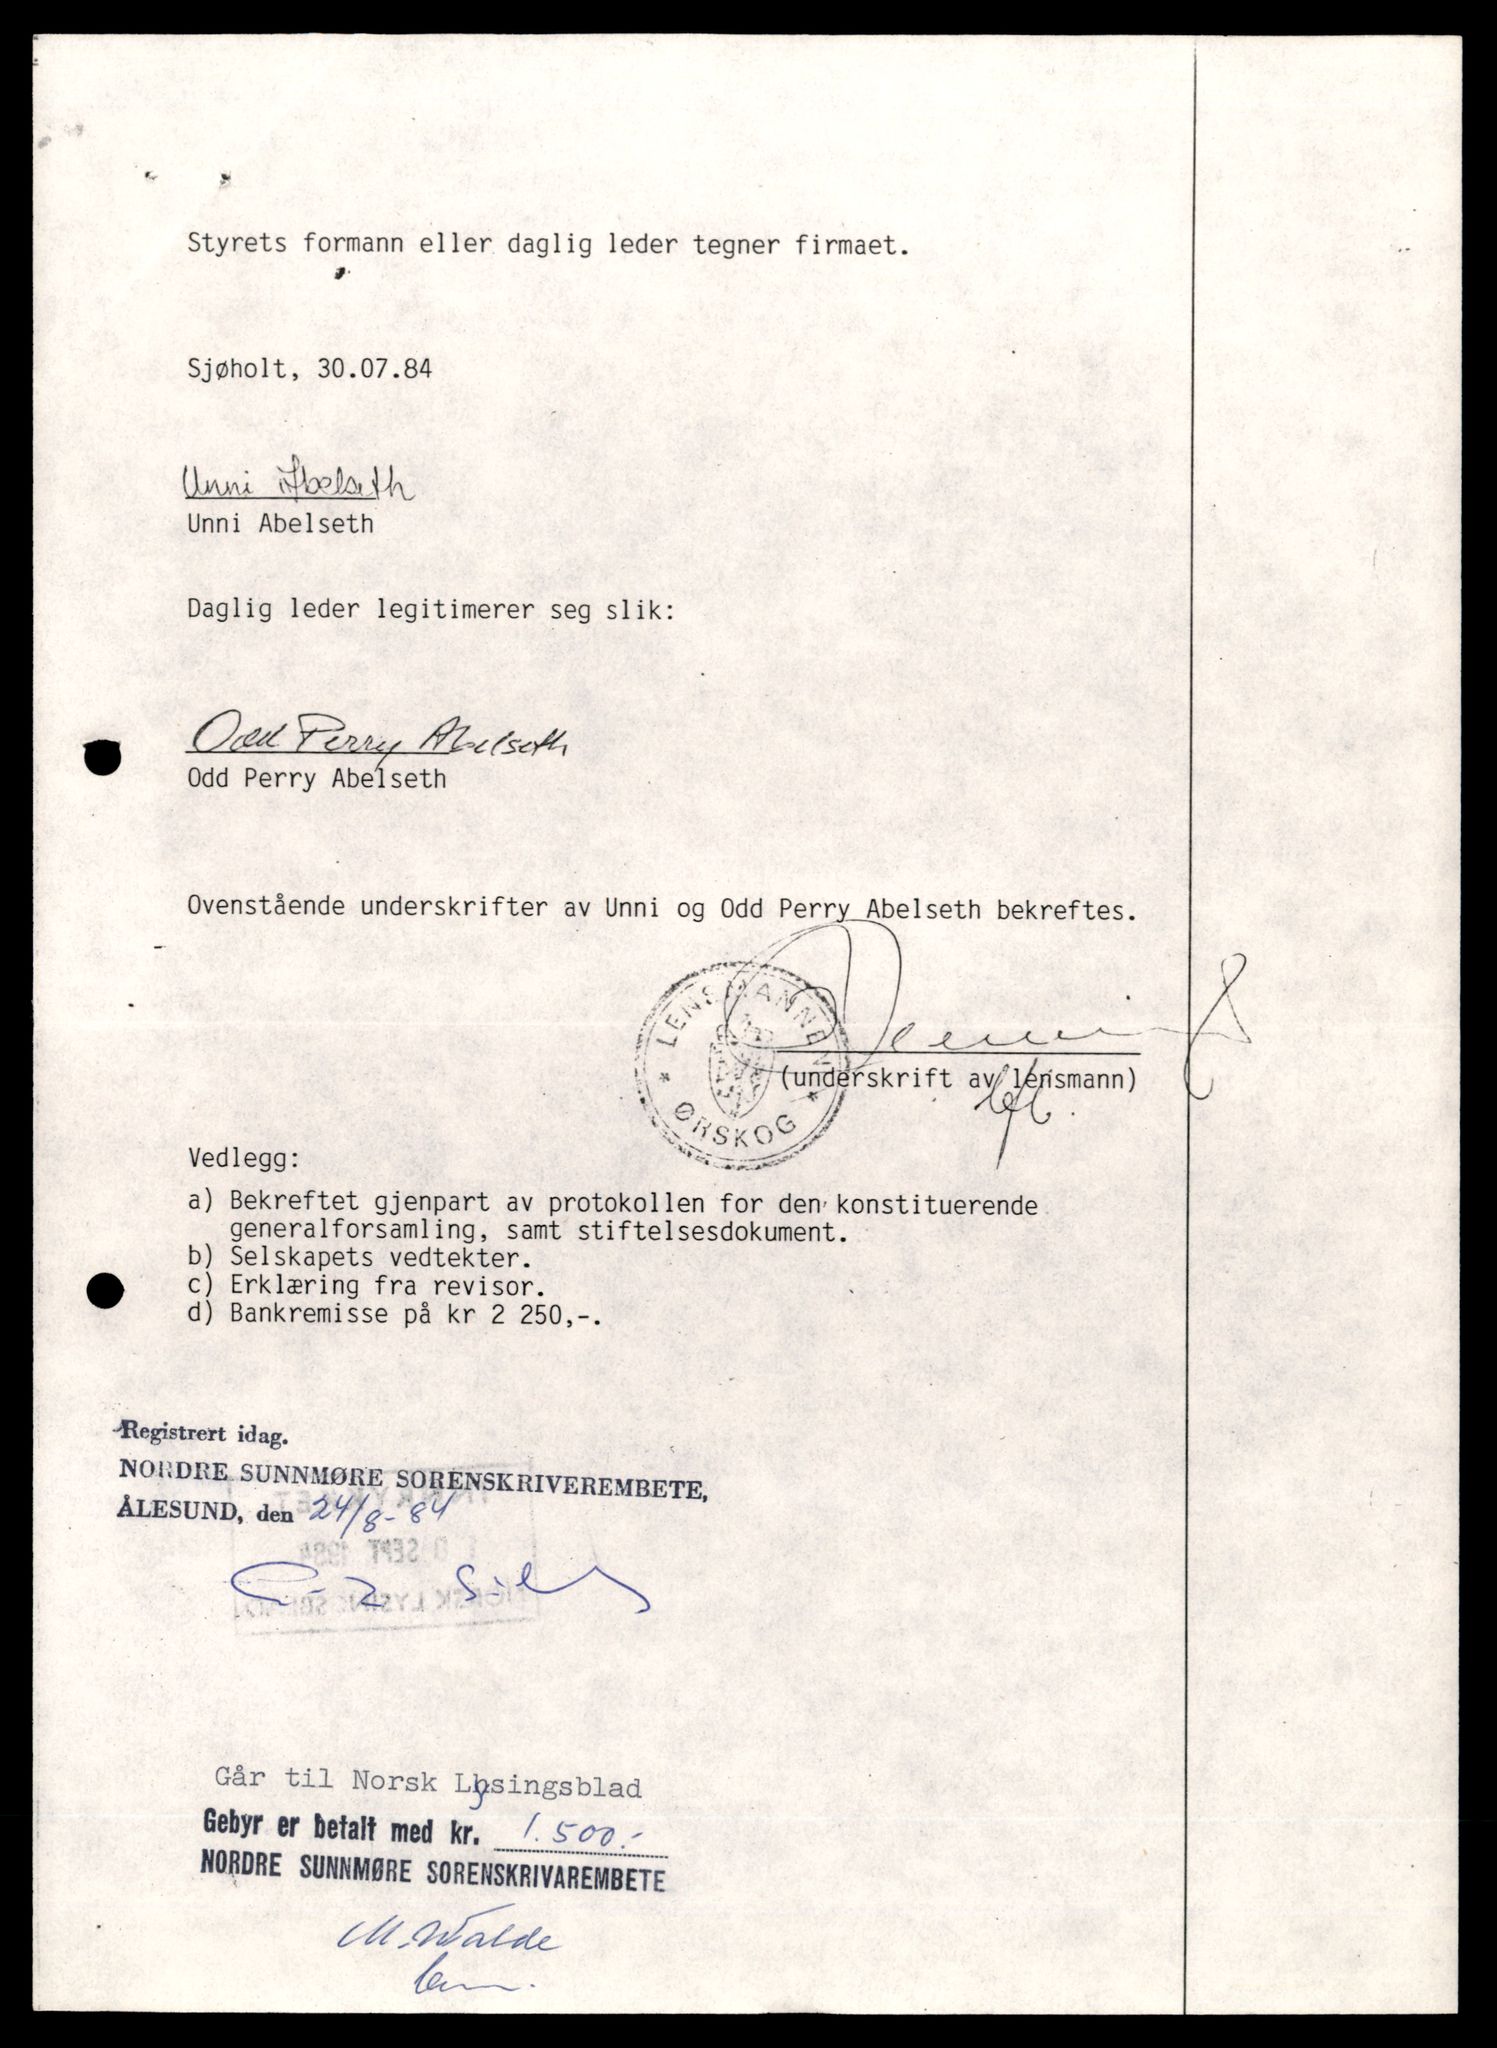 Styrets formann eller daglig leder tegner firmaet.
Sjøholt, 30.07.84
Unni Abelseth
Unni Abelseth
Daglig leder legitimerer seg slik:
Odd Perry Abelseth
Odd Perry Abelseth
Ovenstående underskrifter av Unni og Odd Perry Abelseth bekreftes.
LENSMANNEN
ØRSKOG
(underskrift av lensmann)
Vedlegg:
a) Bekreftet gjenpart av protokollen for den konstituerende
generalforsamling, samt stiftelsesdokument.
b) Selskapets vedtekter.
c) Erklæring fra revisor.
d) Bankremisse på kr 2 250,-.
Registrert idag.
NORDRE SUNNMØRE SORENSKRIVEREMBETE,
ÅLESUND, den 24/8-84
SEPT 1984
NORSK LYSINGSBLAD
Går til Norsk Lysingsblad
Gebyr er betalt med kr. 1.500.-
NORDRE SUNNMØRE SORENSKRIVAREMBETE
M. Walde